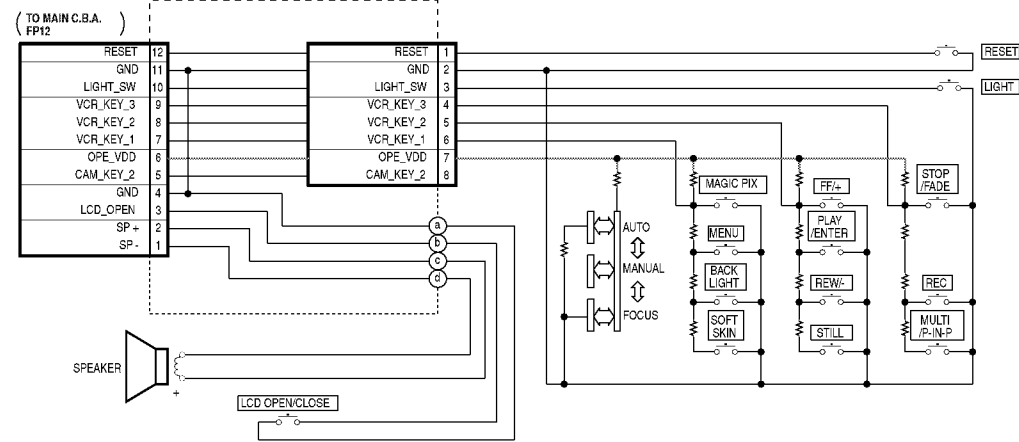 ( TO MAIN C.B.A. )
FP12
RESET 12
GND 11
LIGHT_SW 10
VCR_KEY_3 9
VCR_KEY_2 8
VCR_KEY_1 7
OPE_VDD 6
CAM_KEY_2 5
GND 4
LCD_OPEN 3
SP + 2
SP - 1
RESET 1
GND 2
LIGHT_SW 3
VCR_KEY_3 4
VCR_KEY_2 5
VCR_KEY_1 6
OPE_VDD 7
CAM_KEY_2 8
a
b
c
d
RESET
LIGHT
AUTO
MANUAL
FOCUS
MAGIC PIX
MENU
BACK
LIGHT
SOFT
SKIN
FF/+
PLAY
/ENTER
REW/-
STILL
STOP
/FADE
REC
MULTI
/P-IN-P
SPEAKER
+
LCD OPEN/CLOSE